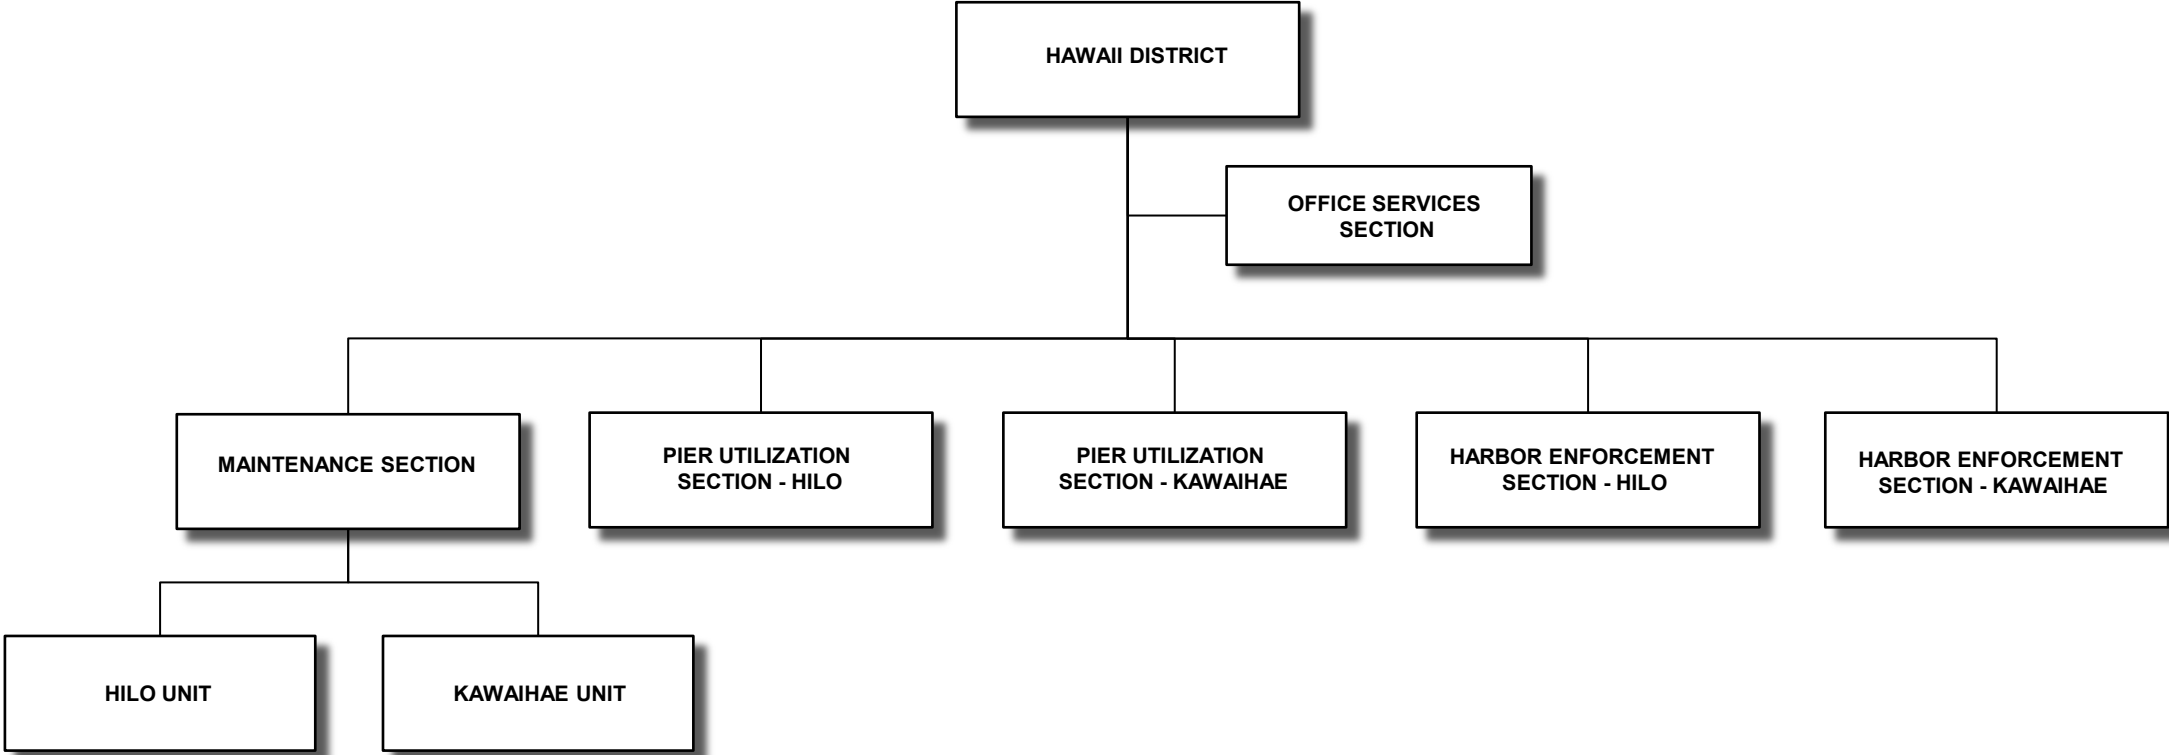 HAWAII DISTRICT
OFFICE SERVICES
SECTION
MAINTENANCE SECTION
PIER UTILIZATION
SECTION - HILO
PIER UTILIZATION
SECTION - KAWAIHAE
HARBOR ENFORCEMENT
SECTION - HILO
HARBOR ENFORCEMENT
SECTION - KAWAIHAE
HILO UNIT
KAWAIHAE UNIT